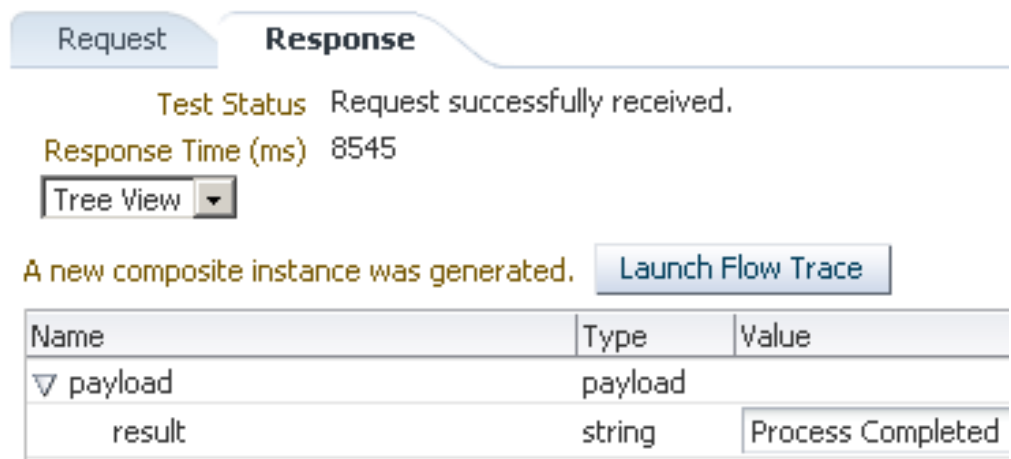 Request Response
Test Status Request successfully received.
Response Time (ms) 8545
Tree View
A new composite instance was generated. Launch Flow Trace
Name Type Value
payload payload
result string Process Completed